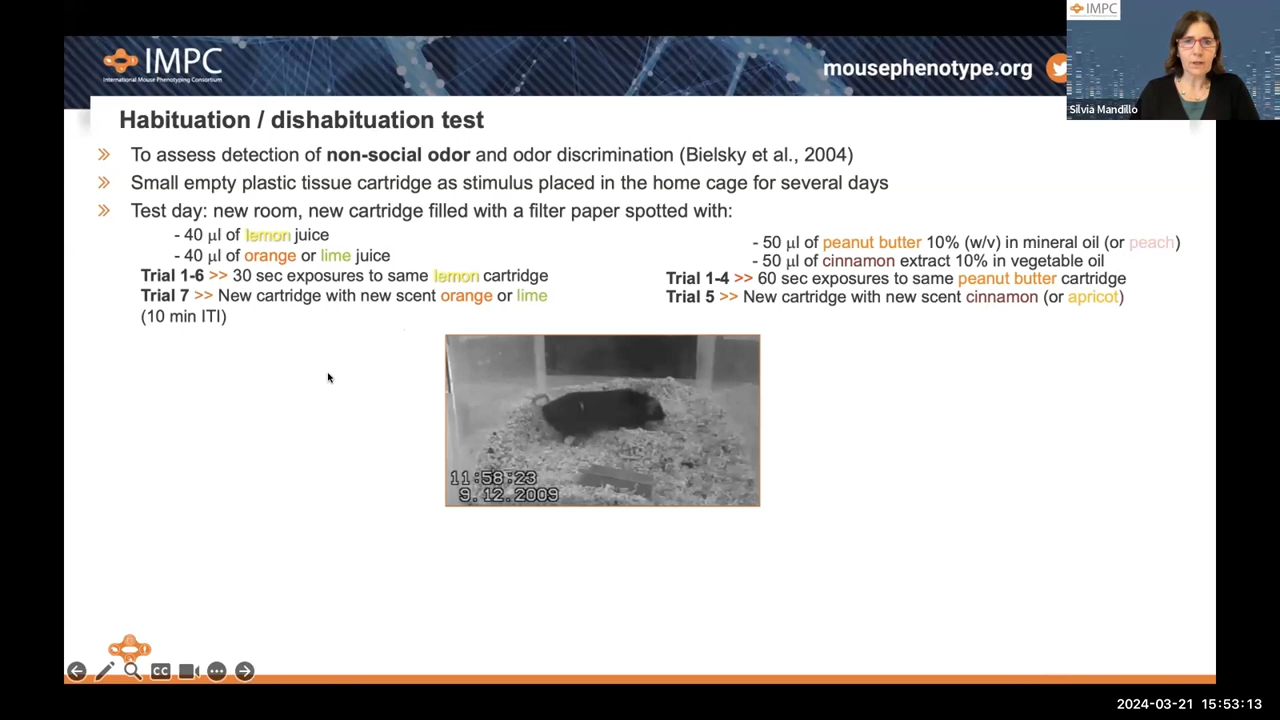 IMPC
International Mouse Phenotyping Consortium
mousephenotype.org
IMPC
Silvia Mandillo
Habituation / dishabituation test
>> To assess detection of non-social odor and odor discrimination (Bielsky et al., 2004)
>> Small empty plastic tissue cartridge as stimulus placed in the home cage for several days
>> Test day: new room, new cartridge filled with a filter paper spotted with:
- 40 µl of lemon juice
- 40 µl of orange or lime juice
Trial 1-6 >> 30 sec exposures to same lemon cartridge
Trial 7 >> New cartridge with new scent orange or lime
(10 min ITI)
- 50 µl of peanut butter 10% (w/v) in mineral oil (or peach)
- 50 µl of cinnamon extract 10% in vegetable oil
Trial 1-4 >> 60 sec exposures to same peanut butter cartridge
Trial 5 >> New cartridge with new scent cinnamon (or apricot)
11:58:23
9.12.2009
CC
2024-03-21 15:53:13